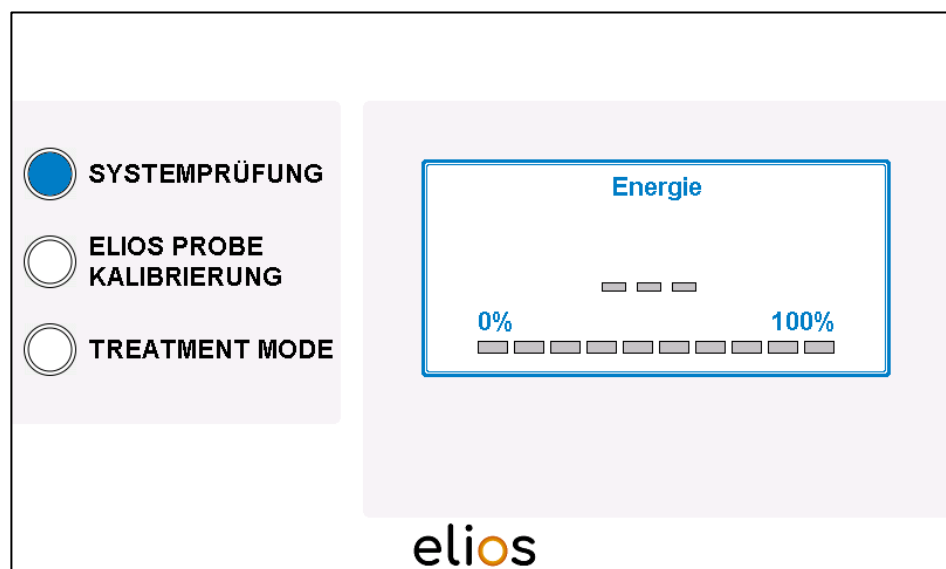 SYSTEMPRÜFUNG
ELIOS PROBE
KALIBRIERUNG
TREATMENT MODE
Energie
0% 100%
elios